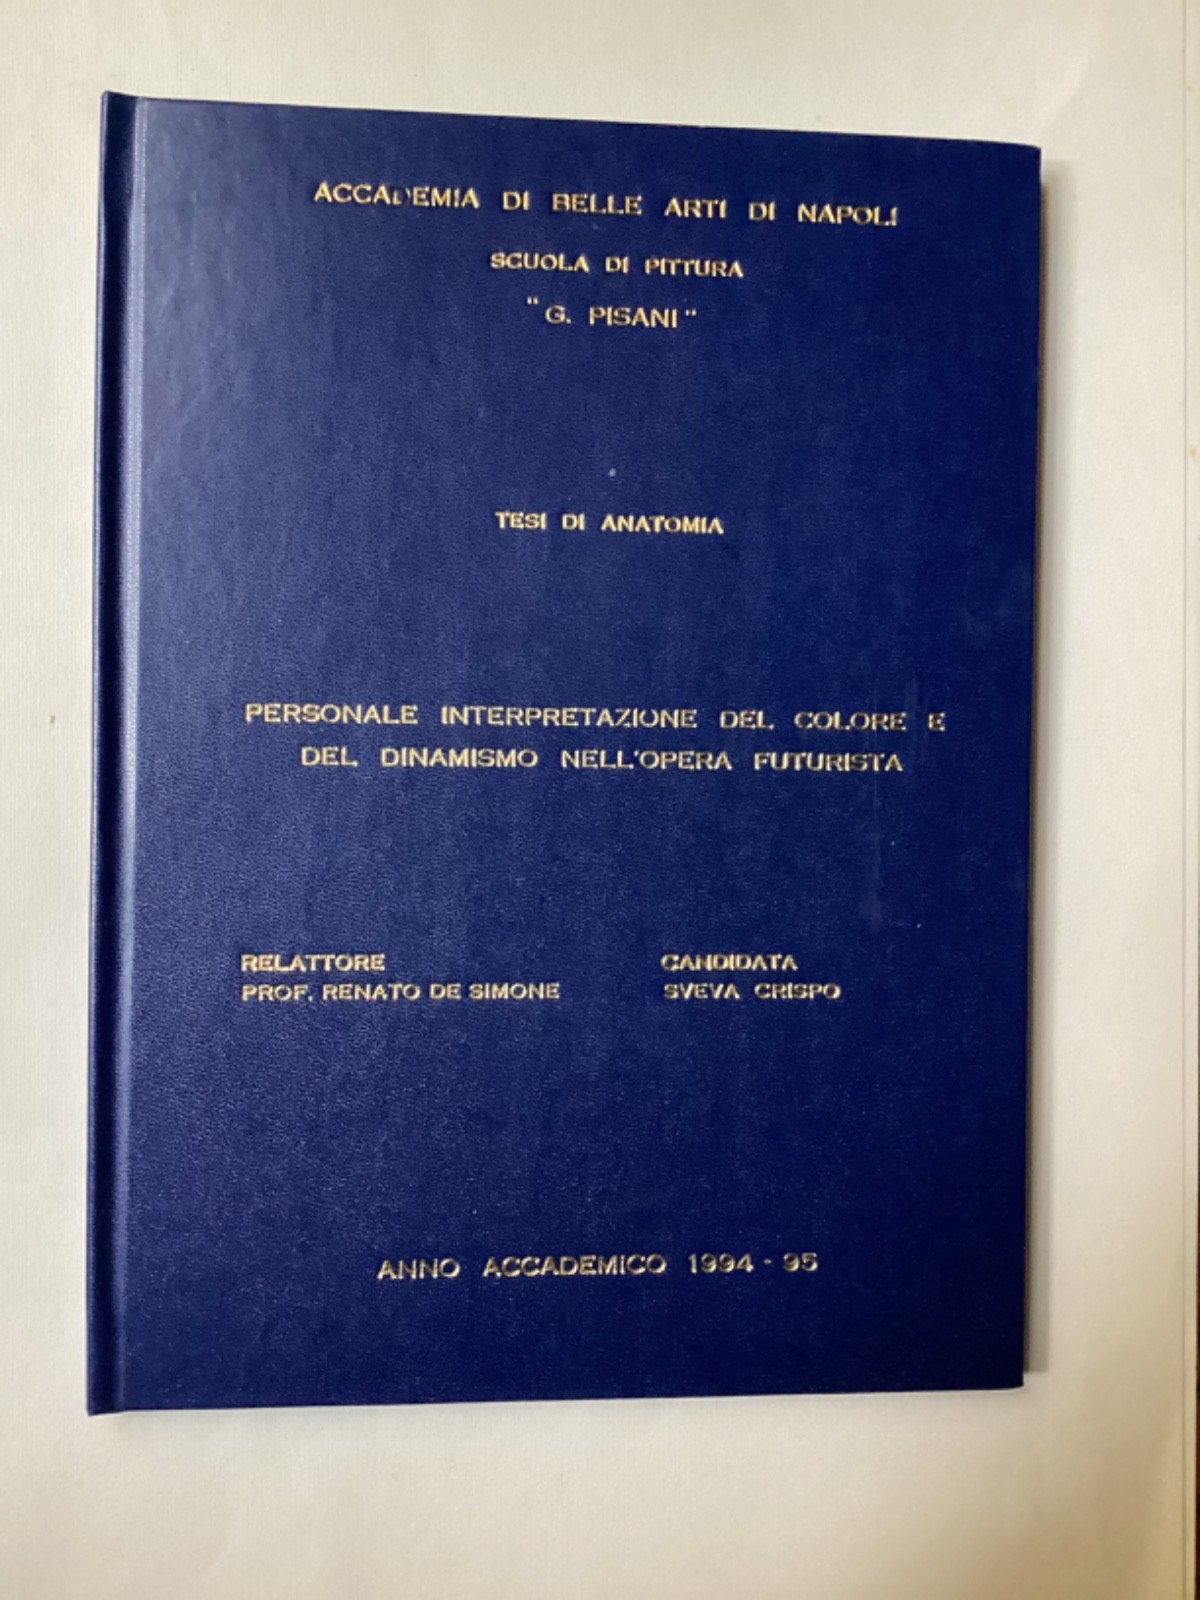 ACCADEMIA DI BELLE ARTI DI NAPOLI
SCUOLA DI PITTURA
"G. PISANI"
TESI DI ANATOMIA
PERSONALE INTERPRETAZIONE DEL COLORE E
DEL DINAMISMO NELL'OPERA FUTURISTA
RELATTORE
PROF. RENATO DE SIMONE
CANDIDATA
SVEVA CRISPO
ANNO ACCADEMICO 1994 - 95